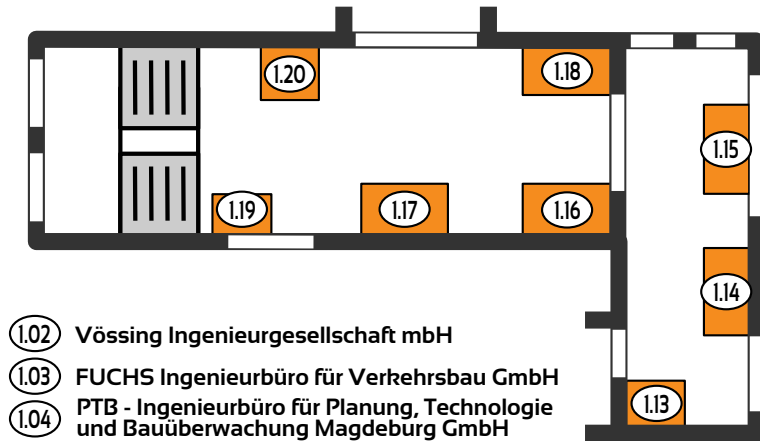 1.20
1.18
1.15
1.19
1.17
1.16
1.14
1.13
1.02 Vössing Ingenieurgesellschaft mbH
1.03 FUCHS Ingenieurbüro für Verkehrsbau GmbH
1.04 PTB - Ingenieurbüro für Planung, Technologie
und Bauüberwachung Magdeburg GmbH